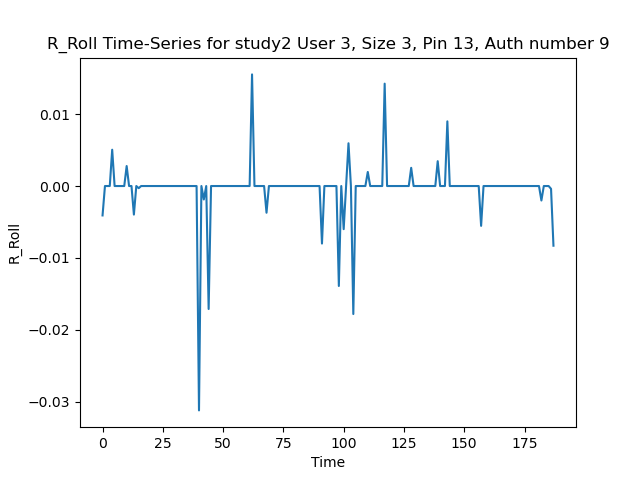 R_Roll Time-Series for study2 User 3, Size 3, Pin 13, Auth number 9
0.01
0.00
−0.01
−0.02
−0.03
R_Roll
0 25 50 75 100 125 150 175
Time